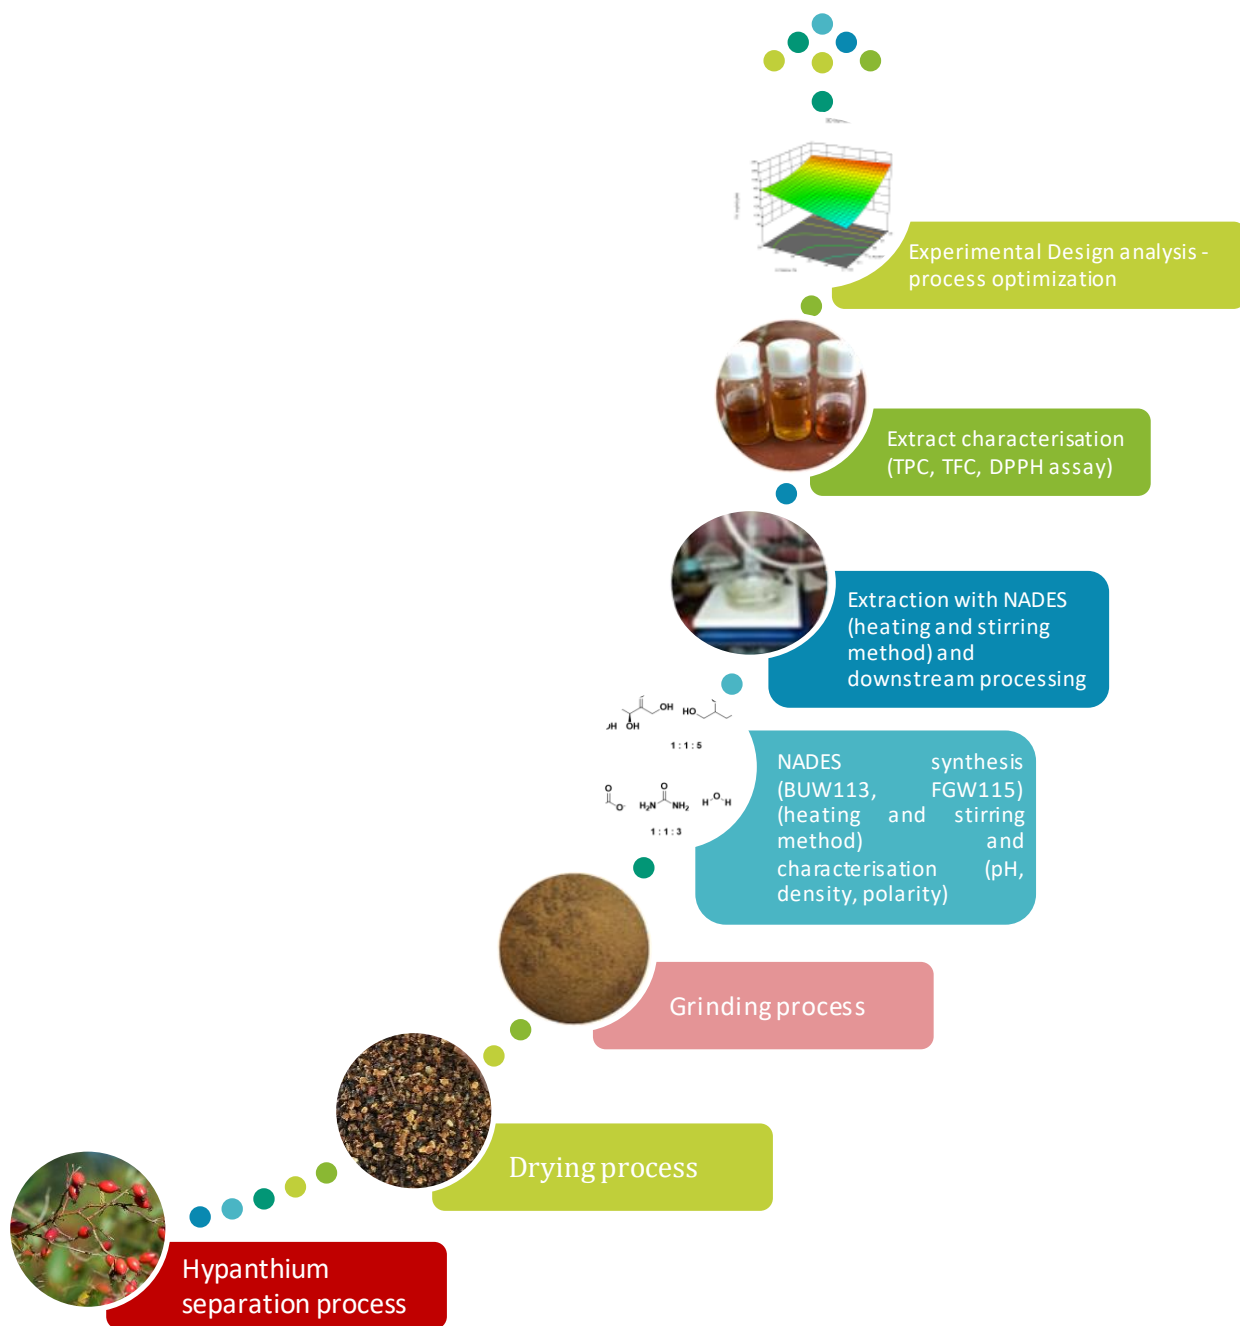 Experimental Design analysis -
process optimization
Extract characterisation
(TPC, TFC, DPPH assay)
Extraction with NADES
(heating and stirring
method) and
downstream processing
OH HO
OH
1 : 1 : 5
O O
O⁻ H₂N NH₂ H O H
1 : 1 : 3
NADES synthesis
(BUW113, FGW115)
(heating and stirring
method) and
characterisation (pH,
density, polarity)
Grinding process
Drying process
Hypanthium
separation process